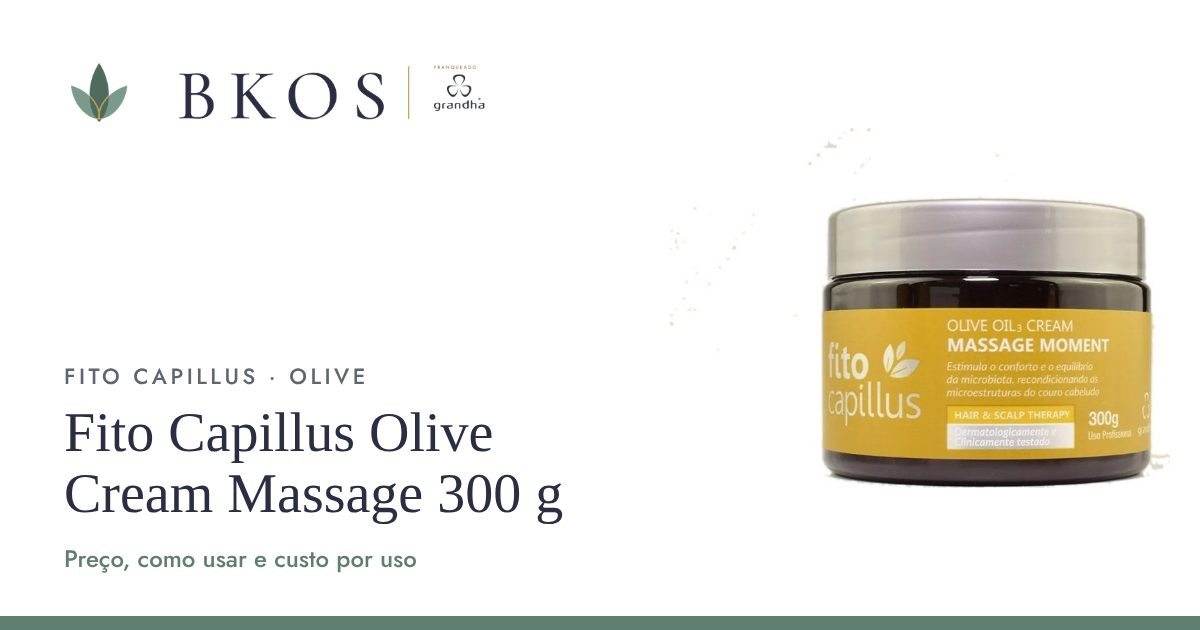 BKOS
FRANQUEADO
grandha
FITO CAPILLUS · OLIVE
Fito Capillus Olive
Cream Massage 300 g
Preço, como usar e custo por uso
fito
capillus
OLIVE OIL₃ CREAM
MASSAGE MOMENT
Estimula o conforto e o equilíbrio
da microbiota, recondicionando as
microestruturas do couro cabeludo
HAIR & SCALP THERAPY
Dermatologicamente e
Clinicamente testado
300g
Uso Profissional